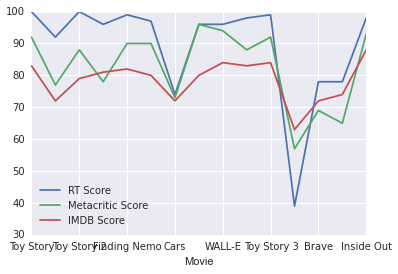 100
90
80
70
60
50
40
30
RT Score
Metacritic Score
IMDB Score
Toy Story Toy Story 2 Finding Nemo Cars WALL-E Toy Story 3 Brave Inside Out
Movie